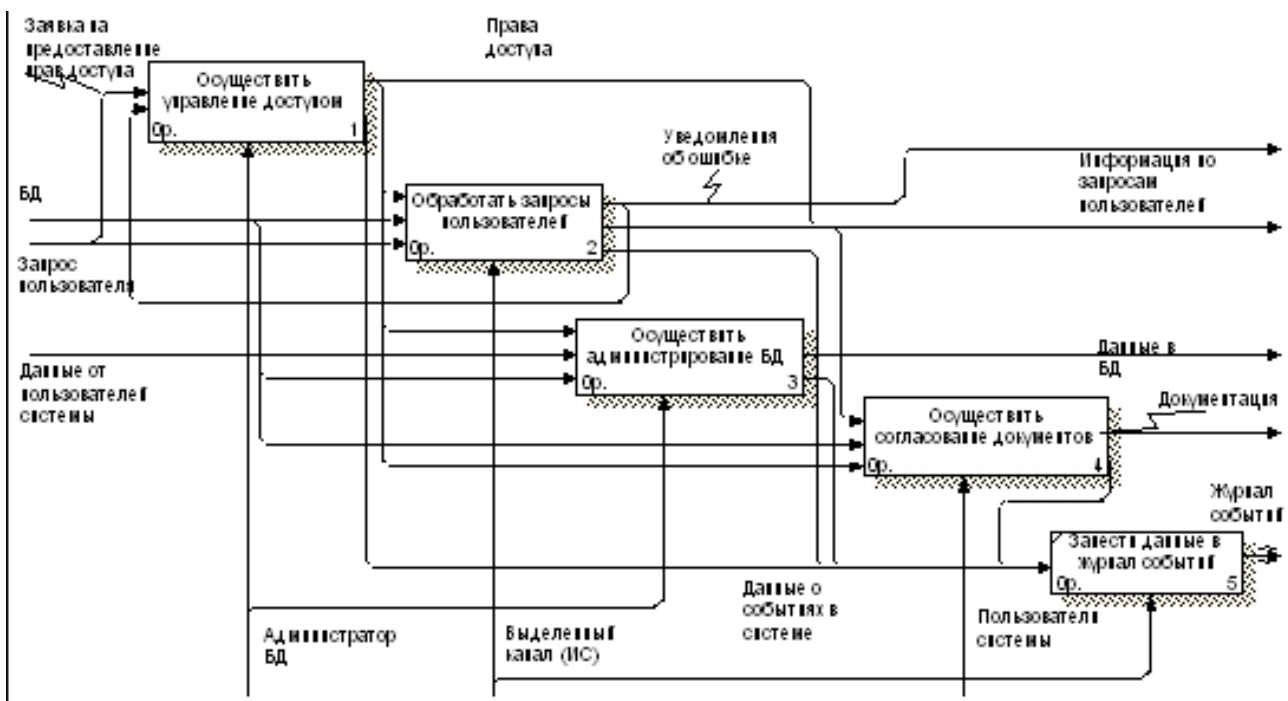 Заявка на
предоставление
прав доступа
Права
доступа
Осуществить
управление доступом
0р. 1
Уведомления
об ошибке
Информация по
запросам
пользователей
БД
Обработать запросы
пользователей
0р. 2
Запрос
пользователя
Осуществить
администрирование БД
0р. 3
Данные в
БД
Данные от
пользователей
системы
Документация
Осуществить
согласование документов
0р. 4
Журнал
событий
Занести данные в
журнал событий
0р. 5
Данные о
событиях в
системе
Пользователи
системы
Администратор
БД
Выделенный
канал (ИС)